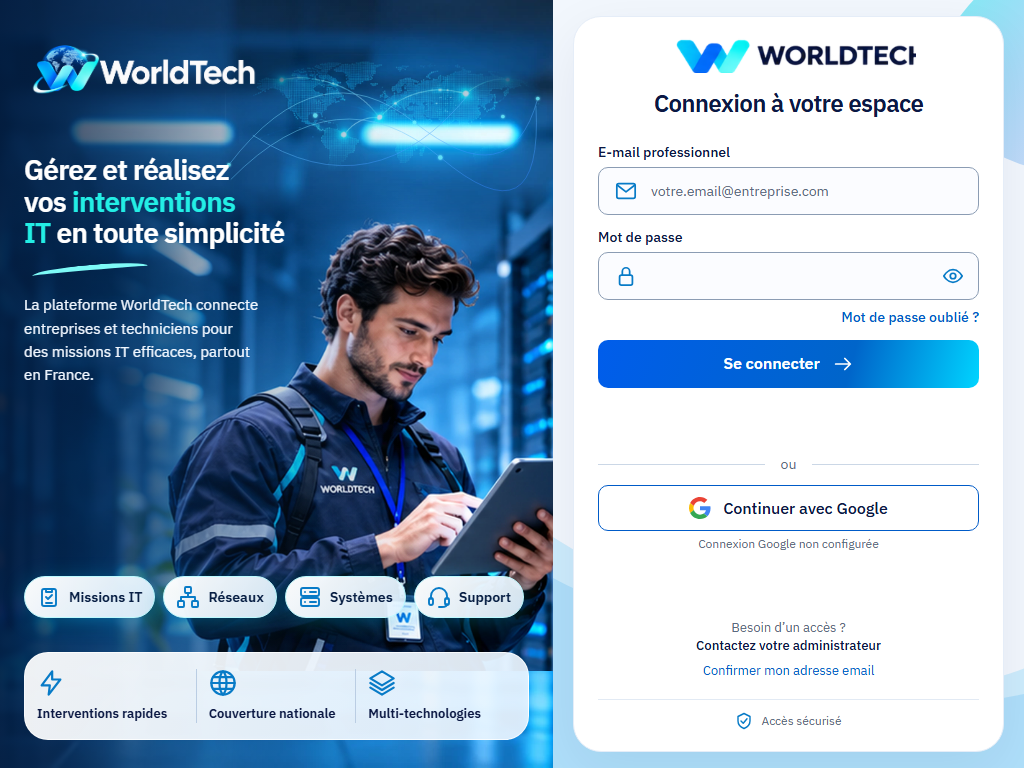 WorldTech
Gérez et réalisez
vos interventions
IT en toute simplicité
La plateforme WorldTech connecte
entreprises et techniciens pour
des missions IT efficaces, partout
en France.
WORLDTECH
Missions IT
Réseaux
Systèmes
Support
Interventions rapides
Couverture nationale
Multi-technologies
WORLDTECH
Connexion à votre espace
E-mail professionnel
votre.email@entreprise.com
Mot de passe
Mot de passe oublié ?
Se connecter
ou
Continuer avec Google
Connexion Google non configurée
Besoin d’un accès ?
Contactez votre administrateur
Confirmer mon adresse email
Accès sécurisé